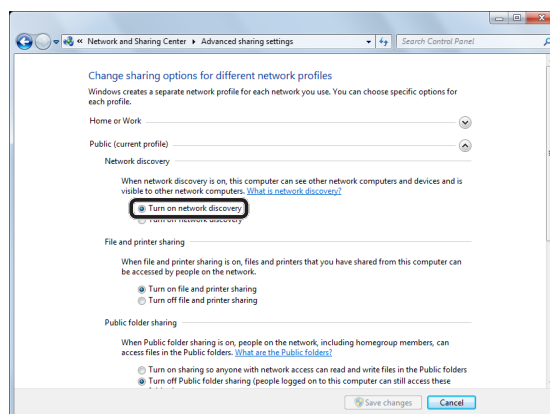 « Network and Sharing Center ▸ Advanced sharing settings
Search Control Panel
Change sharing options for different network profiles
Windows creates a separate network profile for each network you use. You can choose specific options for
each profile.
Home or Work
Public (current profile)
Network discovery
When network discovery is on, this computer can see other network computers and devices and is
visible to other network computers. What is network discovery?
Turn on network discovery
File and printer sharing
When file and printer sharing is on, files and printers that you have shared from this computer can
be accessed by people on the network.
Turn on file and printer sharing
Turn off file and printer sharing
Public folder sharing
When Public folder sharing is on, people on the network, including homegroup members, can
access files in the Public folders. What are the Public folders?
Turn on sharing so anyone with network access can read and write files in the Public folders
Turn off Public folder sharing (people logged on to this computer can still access these
Save changes
Cancel